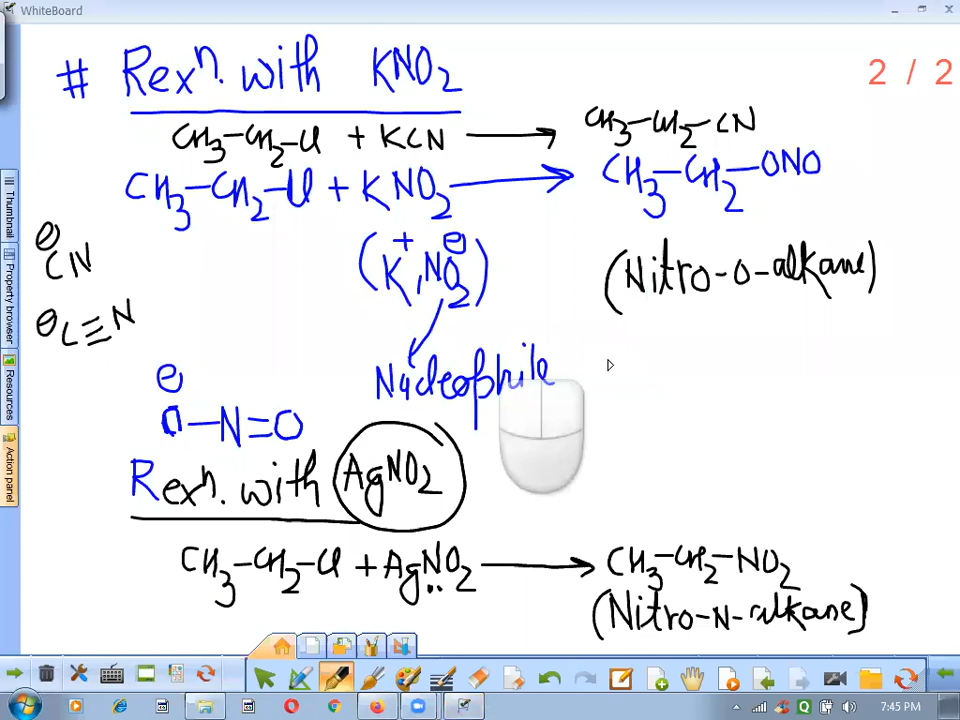 WhiteBoard
# Rexⁿ. with KNO₂
2 / 2
CH₃-CH₂-Cl + KCN → CH₃-CH₂-CN
CH₃-CH₂-Cl + KNO₂ → CH₃-CH₂-ONO
(K⁺, NO₂⊖)
(Nitro-O-alkane)
⊖CN
⊖C≡N
Nucleophile
⊖O-N=O
Rexⁿ. with AgNO₂
CH₃-CH₂-Cl + AgN̤O₂ → CH₃-CH₂-NO₂
(Nitro-N-alkane)
Thumbnail
Property browser
Resources
Action panel
7:45 PM